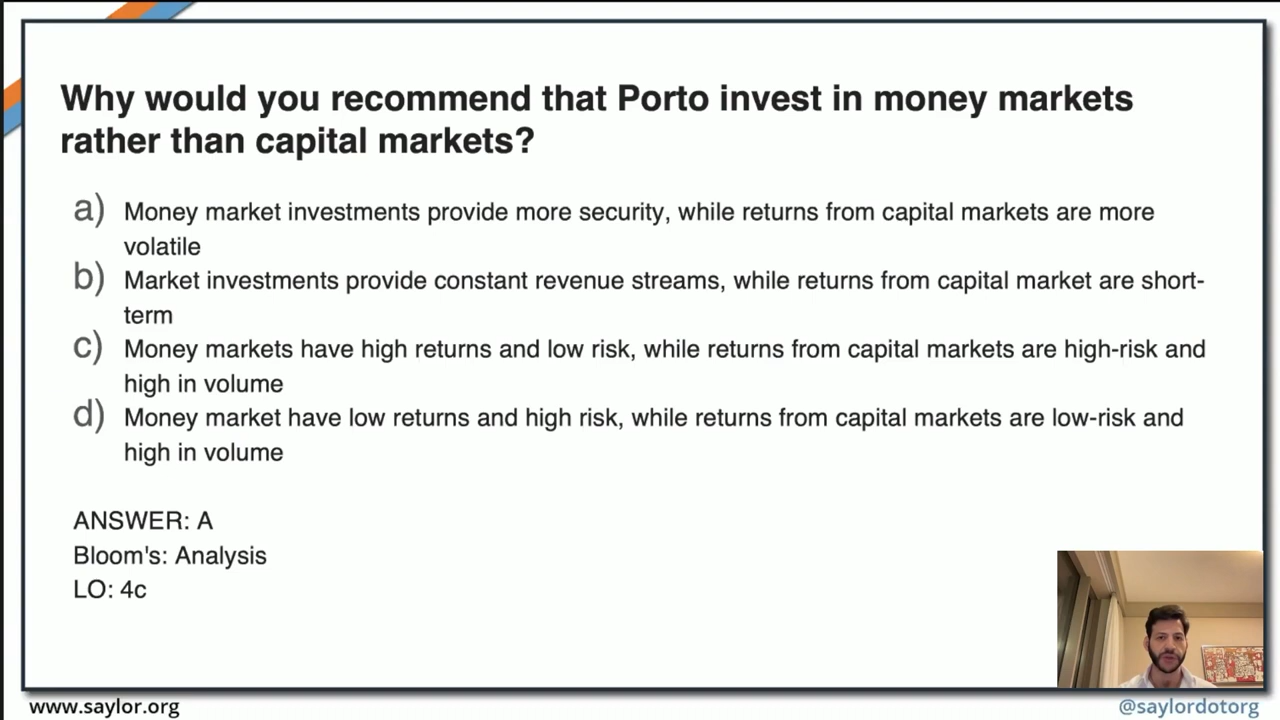 Why would you recommend that Porto invest in money markets
rather than capital markets?
a) Money market investments provide more security, while returns from capital markets are more
volatile
b) Market investments provide constant revenue streams, while returns from capital market are short-
term
c) Money markets have high returns and low risk, while returns from capital markets are high-risk and
high in volume
d) Money market have low returns and high risk, while returns from capital markets are low-risk and
high in volume
ANSWER: A
Bloom's: Analysis
LO: 4c
www.saylor.org
@saylordotorg